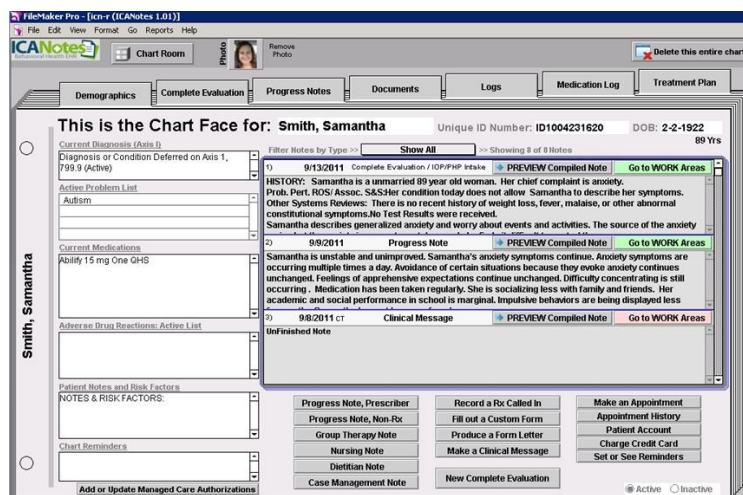 FileMaker Pro - [icn-r (ICANotes 1.01)]
File Edit View Format Go Reports Help
ICANotes
Behavioral Health EHR
Chart Room
Photo
Remove Photo
Delete this entire chart
Demographics
Complete Evaluation
Progress Notes
Documents
Logs
Medication Log
Treatment Plan
This is the Chart Face for: Smith, Samantha
Unique ID Number: ID1004231620
DOB: 2-2-1922
89 Yrs
Smith, Samantha
Current Diagnosis (Axis I)
Diagnosis or Condition Deferred on Axis 1,
799.9 (Active)
Active Problem List
Autism
Current Medications
Abilify 15 mg One QHS
Adverse Drug Reactions: Active List
Patient Notes and Risk Factors
NOTES & RISK FACTORS:
Chart Reminders
Add or Update Managed Care Authorizations
Filter Notes by Type >> Show All >> Showing 8 of 8 Notes
1) 9/13/2011 Complete Evaluation / IOP/PHP Intake PREVIEW Compiled Note Go to WORK Areas
HISTORY: Samantha is a unmarried 89 year old woman. Her chief complaint is anxiety.
Prob. Pert. ROS/ Assoc. S&S:Her condition today does not allow Samantha to describe her symptoms.
Other Systems Reviews: There is no recent history of weight loss, fever, malaise, or other abnormal
constitutional symptoms.No Test Results were received.
Samantha describes generalized anxiety and worry about events and activities. The source of the anxiety
2) 9/9/2011 Progress Note PREVIEW Compiled Note Go to WORK Areas
Samantha is unstable and unimproved. Samantha's anxiety symptoms continue. Anxiety symptoms are
occurring multiple times a day. Avoidance of certain situations because they evoke anxiety continues
unchanged. Feelings of apprehensive expectations continue unchanged. Difficulty concentrating is still
occurring . Medication has been taken regularly. She is socializing less with family and friends. Her
academic and social performance in school is marginal. Impulsive behaviors are being displayed less
3) 9/8/2011 CT Clinical Message PREVIEW Compiled Note Go to WORK Areas
UnFinished Note
Progress Note, Prescriber
Progress Note, Non-Rx
Group Therapy Note
Nursing Note
Dietitian Note
Case Management Note
Record a Rx Called In
Fill out a Custom Form
Produce a Form Letter
Make a Clinical Message
New Complete Evaluation
Make an Appointment
Appointment History
Patient Account
Charge Credit Card
Set or See Reminders
Active Inactive